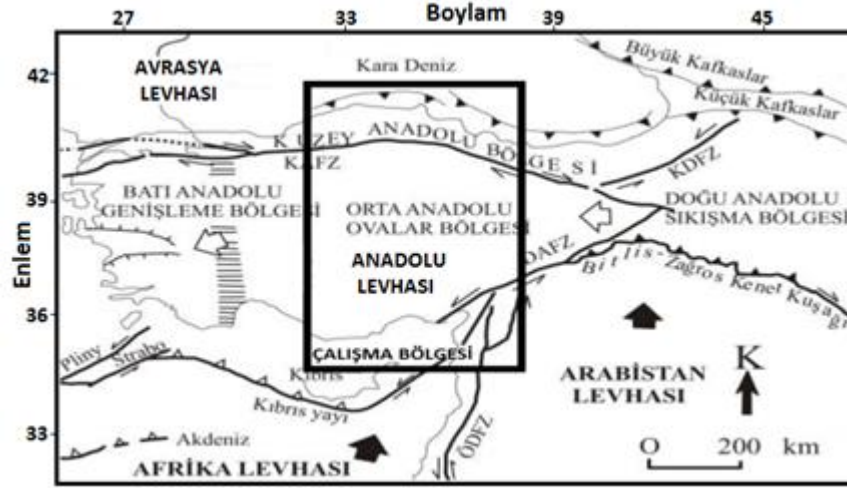 Boylam
27 33 39 45
42
39
36
33
Enlem
AVRASYA
LEVHASI
Kara Deniz
Büyük Kafkaslar
Küçük Kafkaslar
KUZEY ANADOLU BÖLGESİ
KAFZ
KDFZ
BATI ANADOLU
GENİŞLEME BÖLGESİ
ORTA ANADOLU
OVALAR BÖLGESİ
DOĞU ANADOLU
SIKIŞMA BÖLGESİ
ANADOLU
LEVHASI
DAFZ
Bitlis-Zağros Kenet Kuşağı
Pliny
Strabo
ÇALIŞMA BÖLGESİ
Kıbrıs
Kıbrıs yayı
ARABİSTAN
LEVHASI
K
Akdeniz
AFRİKA LEVHASI
ÖDFZ
O 200 km